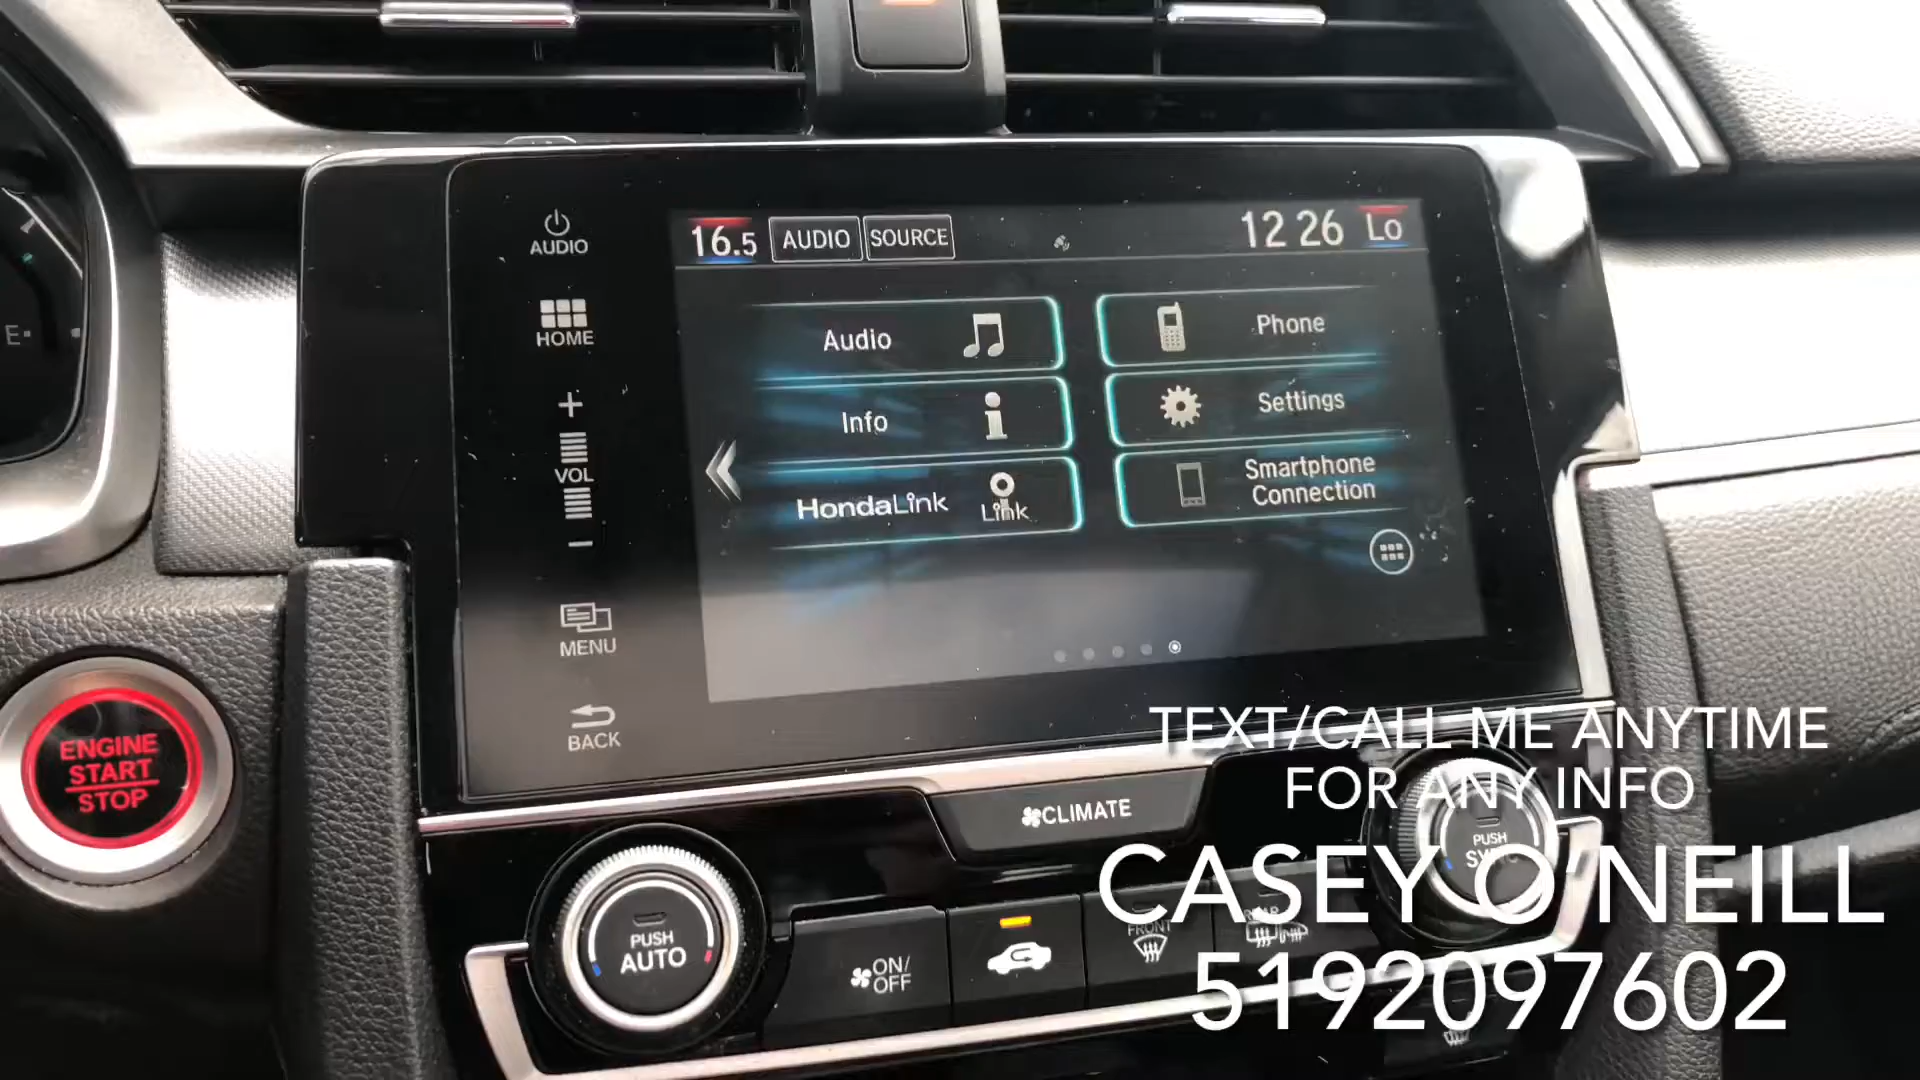 16.5 AUDIO SOURCE 12 26 Lo
AUDIO
HOME
+
VOL
-
MENU
BACK
Audio
Phone
Info
Settings
HondaLink
Link
Smartphone
Connection
E
ENGINE
START
STOP
CLIMATE
PUSH
AUTO
ON/
OFF
FRONT
REAR
PUSH
SYNC
TEXT/CALL ME ANYTIME
FOR ANY INFO
CASEY O'NEILL
5192097602